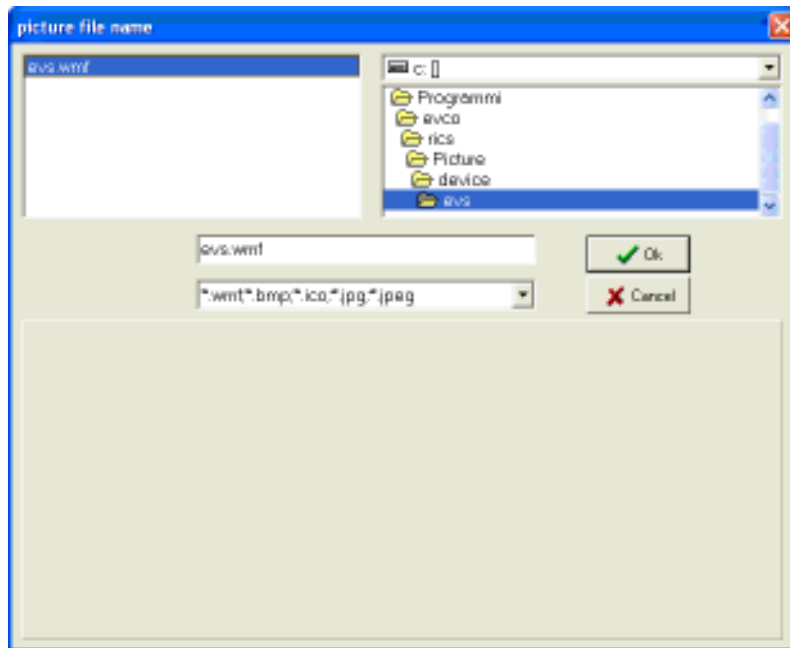 picture file name
evs.wmf
c: []
Programmi
evco
rics
Picture
device
evs
evs.wmf
*.wmf;*.bmp;*.ico;*.jpg;*.jpeg
Ok
Cancel